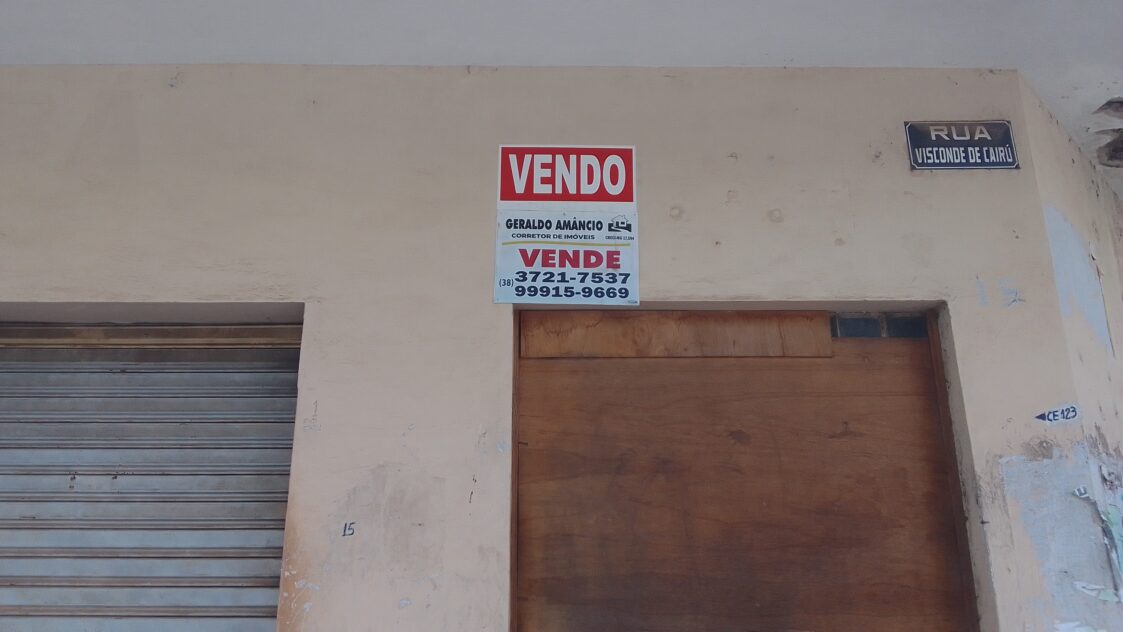 RUA
VISCONDE DE CAIRÚ
VENDO
GERALDO AMÂNCIO
CORRETOR DE IMÓVEIS
VENDE
(38) 3721-7537
99915-9669
CE 123
15